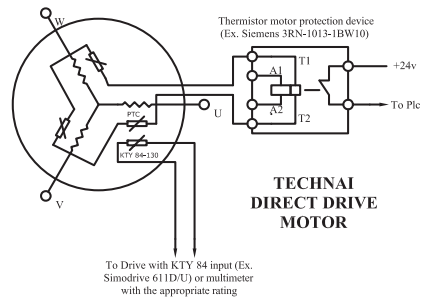 Thermistor motor protection device
(Ex. Siemens 3RN-1013-1BW10)
W
T1
+24v
A1
PTC
U
A2
To Plc
T2
KTY 84-130
V
TECHNAI
DIRECT DRIVE
MOTOR
To Drive with KTY 84 input (Ex.
Simodrive 611D/U) or multimeter
with the appropriate rating